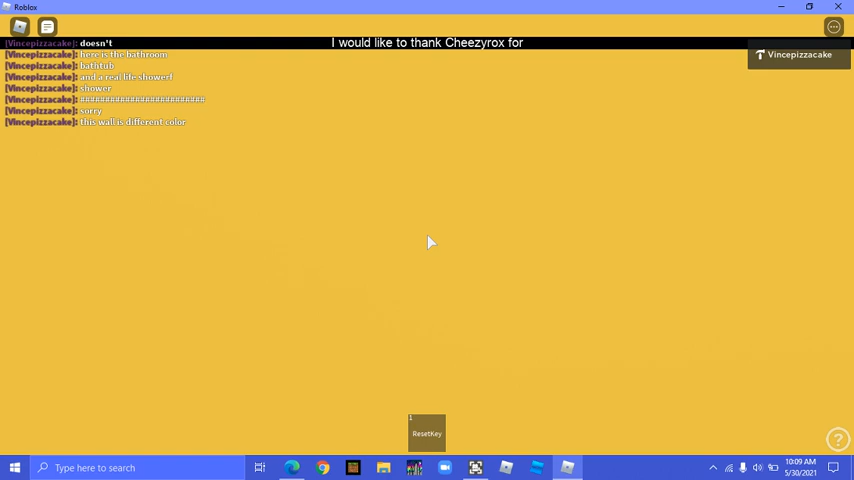 Roblox
I would like to thank Cheezyrox for
[Vincepizzacake]: doesn't
[Vincepizzacake]: here is the bathroom
[Vincepizzacake]: bathtub
[Vincepizzacake]: and a real life showerf
[Vincepizzacake]: shower
[Vincepizzacake]: #########################
[Vincepizzacake]: sorry
[Vincepizzacake]: this wall is different color
Vincepizzacake
1
ResetKey
?
Type here to search
10:09 AM
5/30/2021